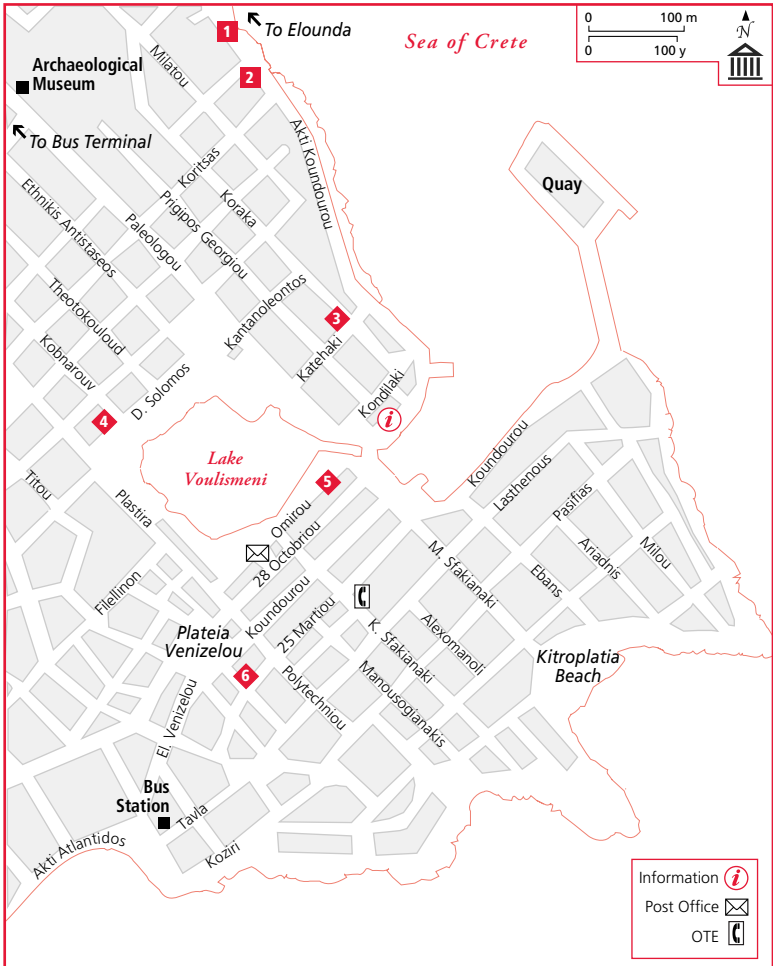 1
To Elounda
Sea of Crete
0 100 m
0 100 y
N
2
Archaeological
Museum
Milatou
To Bus Terminal
Akti Koundourou
Koritsas
Koraka
Prigipos Georgiou
Paleologou
Ethnikis Antistaseos
Quay
Theotokouloud
Kantanoleontos
3
Katehaki
Kobnarouv
D. Solomos
Kondilaki
i
4
Lake
Voulismeni
Koundourou
Lasthenous
Pasifias
Titou
Plastira
5
Omirou
28 Octobriou
M. Sfakianaki
Ebans
Ariadnis
Milou
Filellinon
Koundourou
25 Martiou
K. Sfakianaki
Alexomanoli
Plateia
Venizelou
Kitroplatia
Beach
6
Polytechniou
Manousogianakis
El. Venizelou
Bus
Station
Tavla
Koziri
Akti Atlantidos
Information i
Post Office
OTE